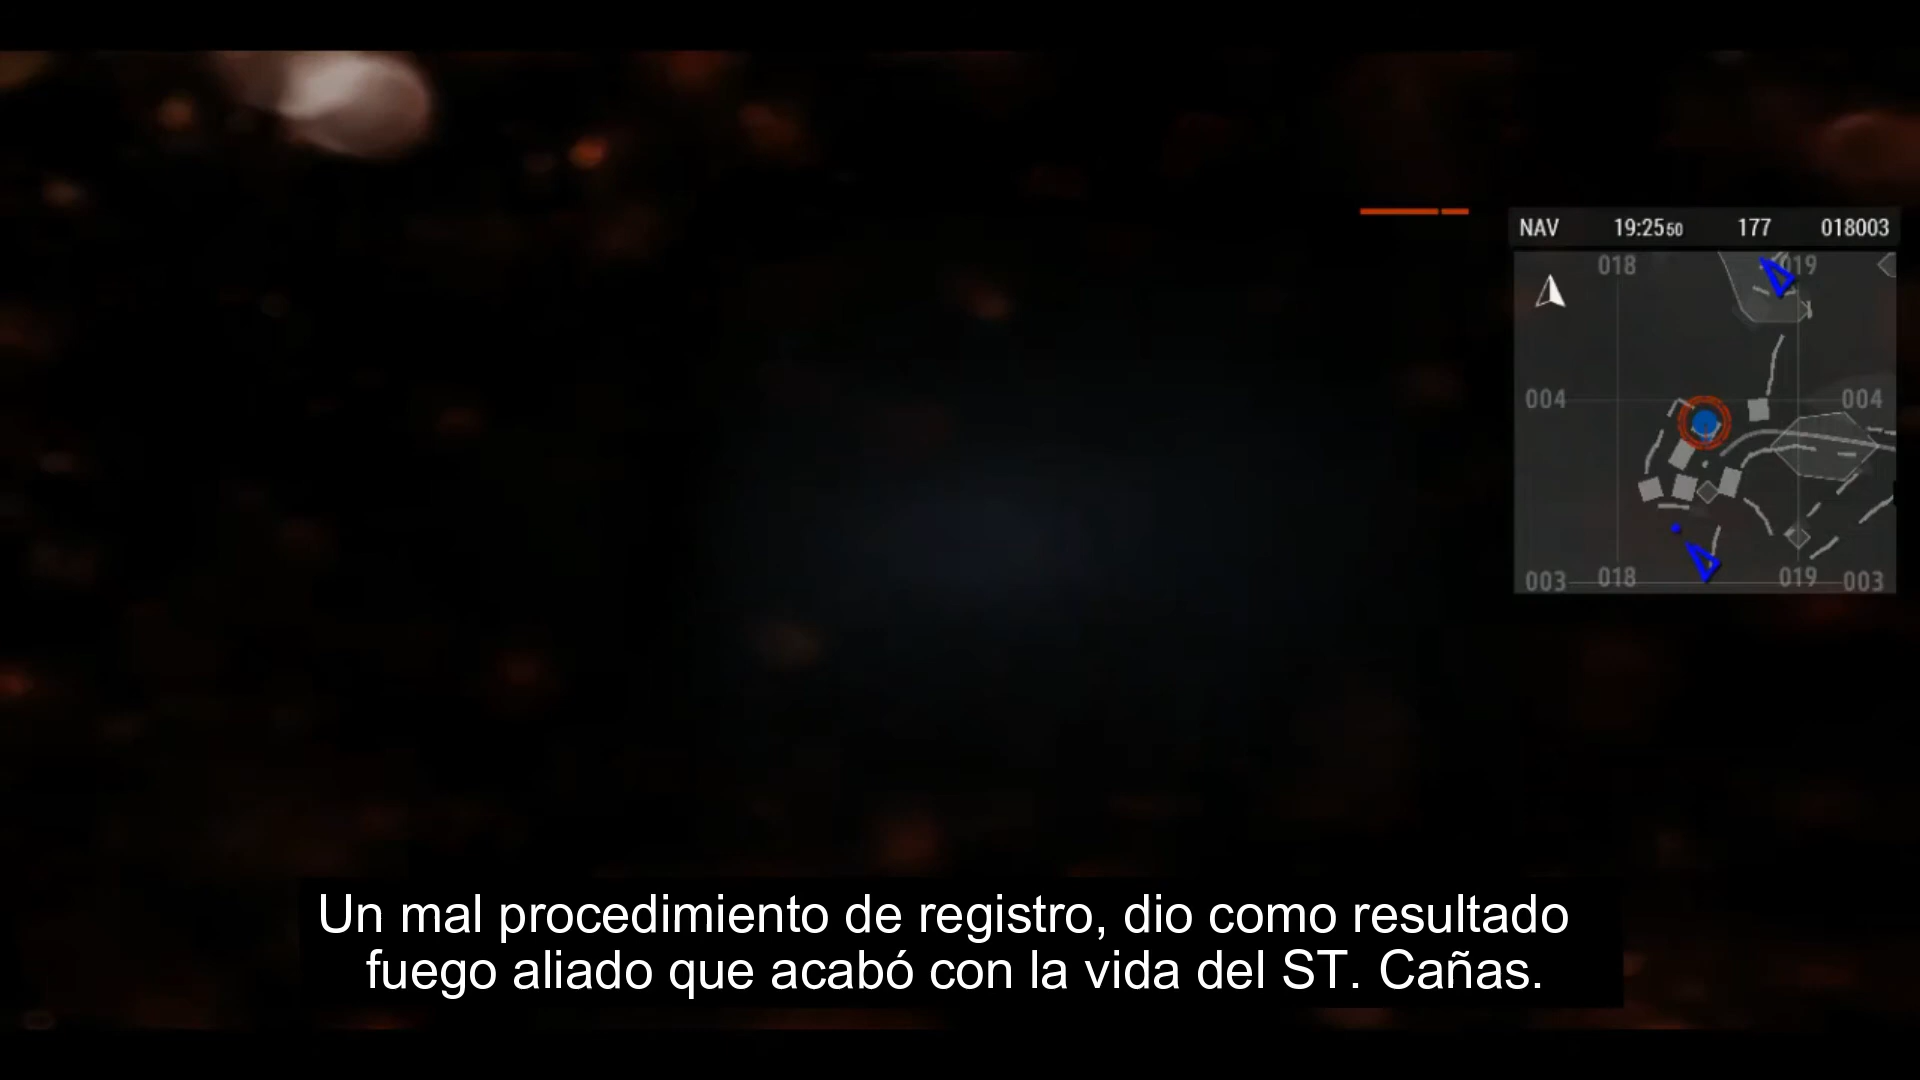 NAV 19:25 50 177 018003
018 019
004 004
003 018 019 003
Un mal procedimiento de registro, dio como resultado
fuego aliado que acabó con la vida del ST. Cañas.